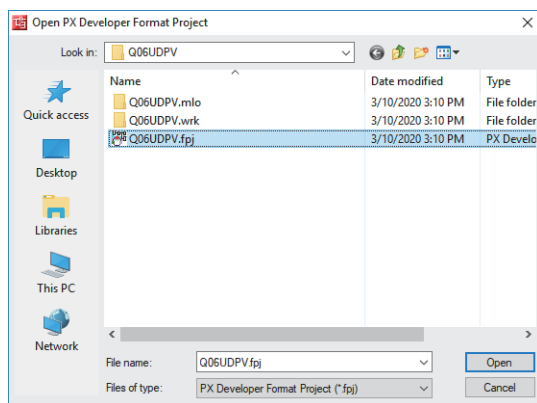 Open PX Developer Format Project
Look in: Q06UDPV
Name Date modified Type
Q06UDPV.mlo 3/10/2020 3:10 PM File folder
Q06UDPV.wrk 3/10/2020 3:10 PM File folder
Q06UDPV.fpj 3/10/2020 3:10 PM PX Develo
Quick access
Desktop
Libraries
This PC
Network
File name: Q06UDPV.fpj Open
Files of type: PX Developer Format Project (*.fpj) Cancel